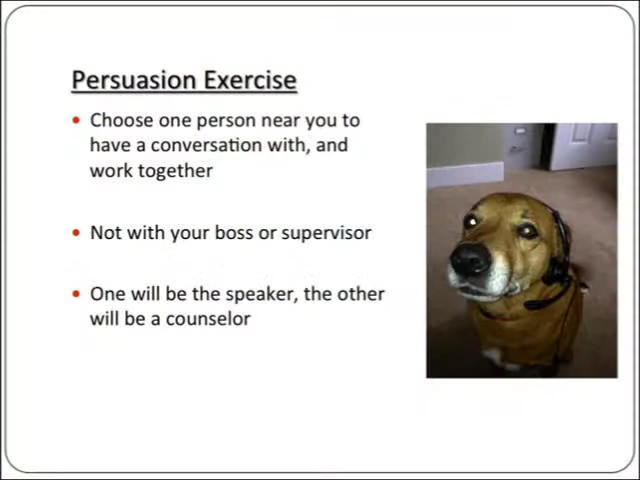 Persuasion Exercise
• Choose one person near you to
have a conversation with, and
work together
• Not with your boss or supervisor
• One will be the speaker, the other
will be a counselor